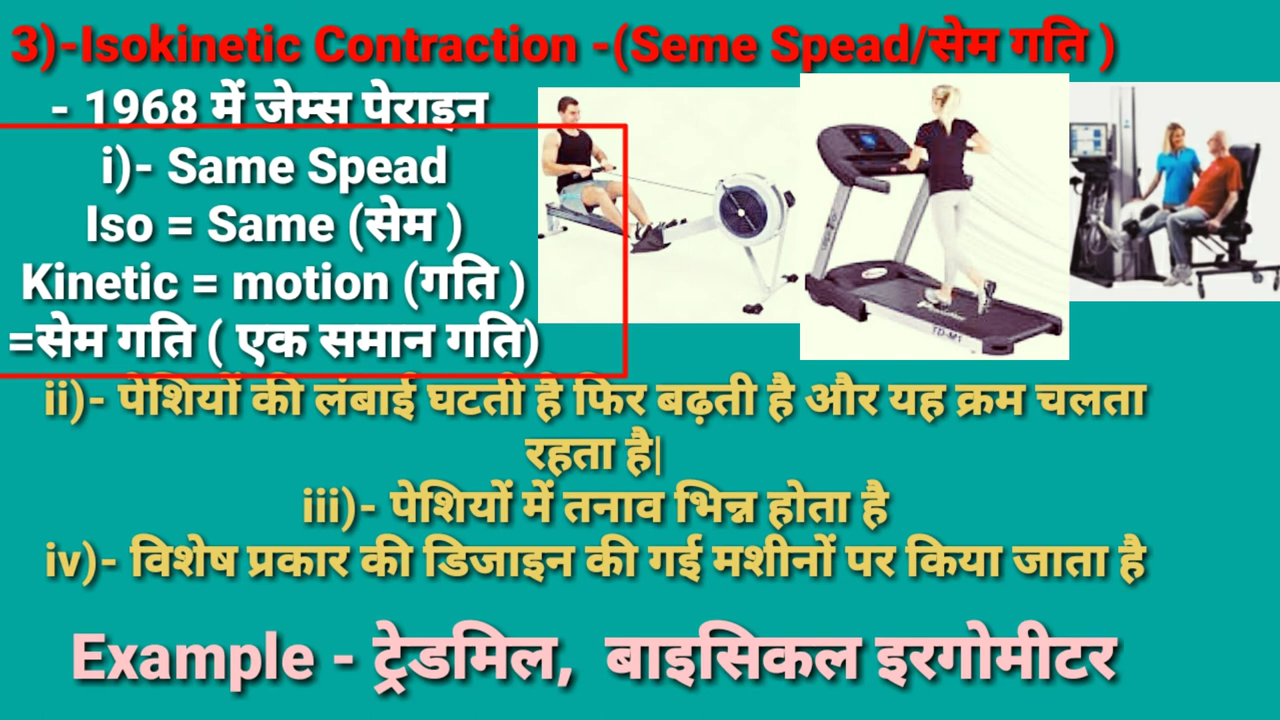 3)-Isokinetic Contraction -(Seme Spead/सेम गति )
- 1968 में जेम्स पेराइन
i)- Same Spead
Iso = Same (सेम )
Kinetic = motion (गति )
=सेम गति ( एक समान गति)
ii)- पेशियों की लंबाई घटती है फिर बढ़ती है और यह क्रम चलता
रहता है|
iii)- पेशियों में तनाव भिन्न होता है
iv)- विशेष प्रकार की डिजाइन की गई मशीनों पर किया जाता है
Example - ट्रेडमिल, बाइसिकल इरगोमीटर
TD-M1